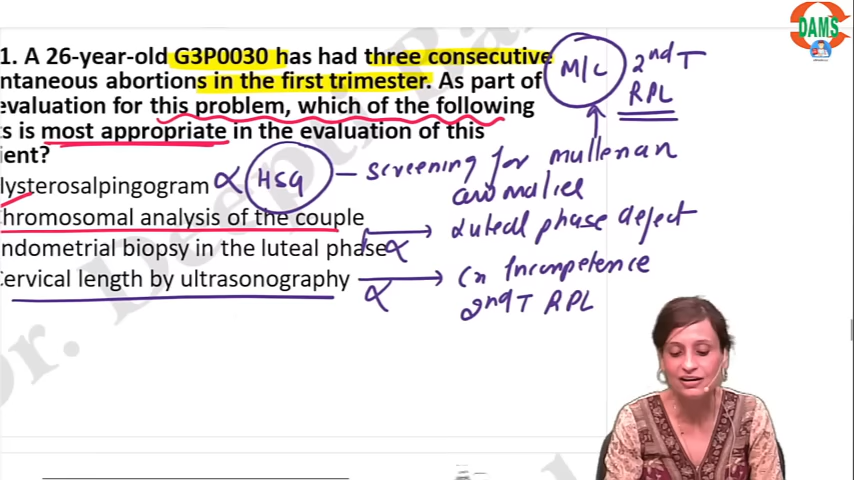 DAMS
1. A 26-year-old G3P0030 has had three consecutive
ntaneous abortions in the first trimester. As part of
evaluation for this problem, which of the following
s is most appropriate in the evaluation of this
ient?
lysterosalpingogram
hromosomal analysis of the couple
ndometrial biopsy in the luteal phase
ervical length by ultrasonography
M/C 2nd T
RPL
HSG – screening for mullerian
anomalies
Luteal phase defect
Cx Incompetence
2nd T RPL
Dr. Deepti